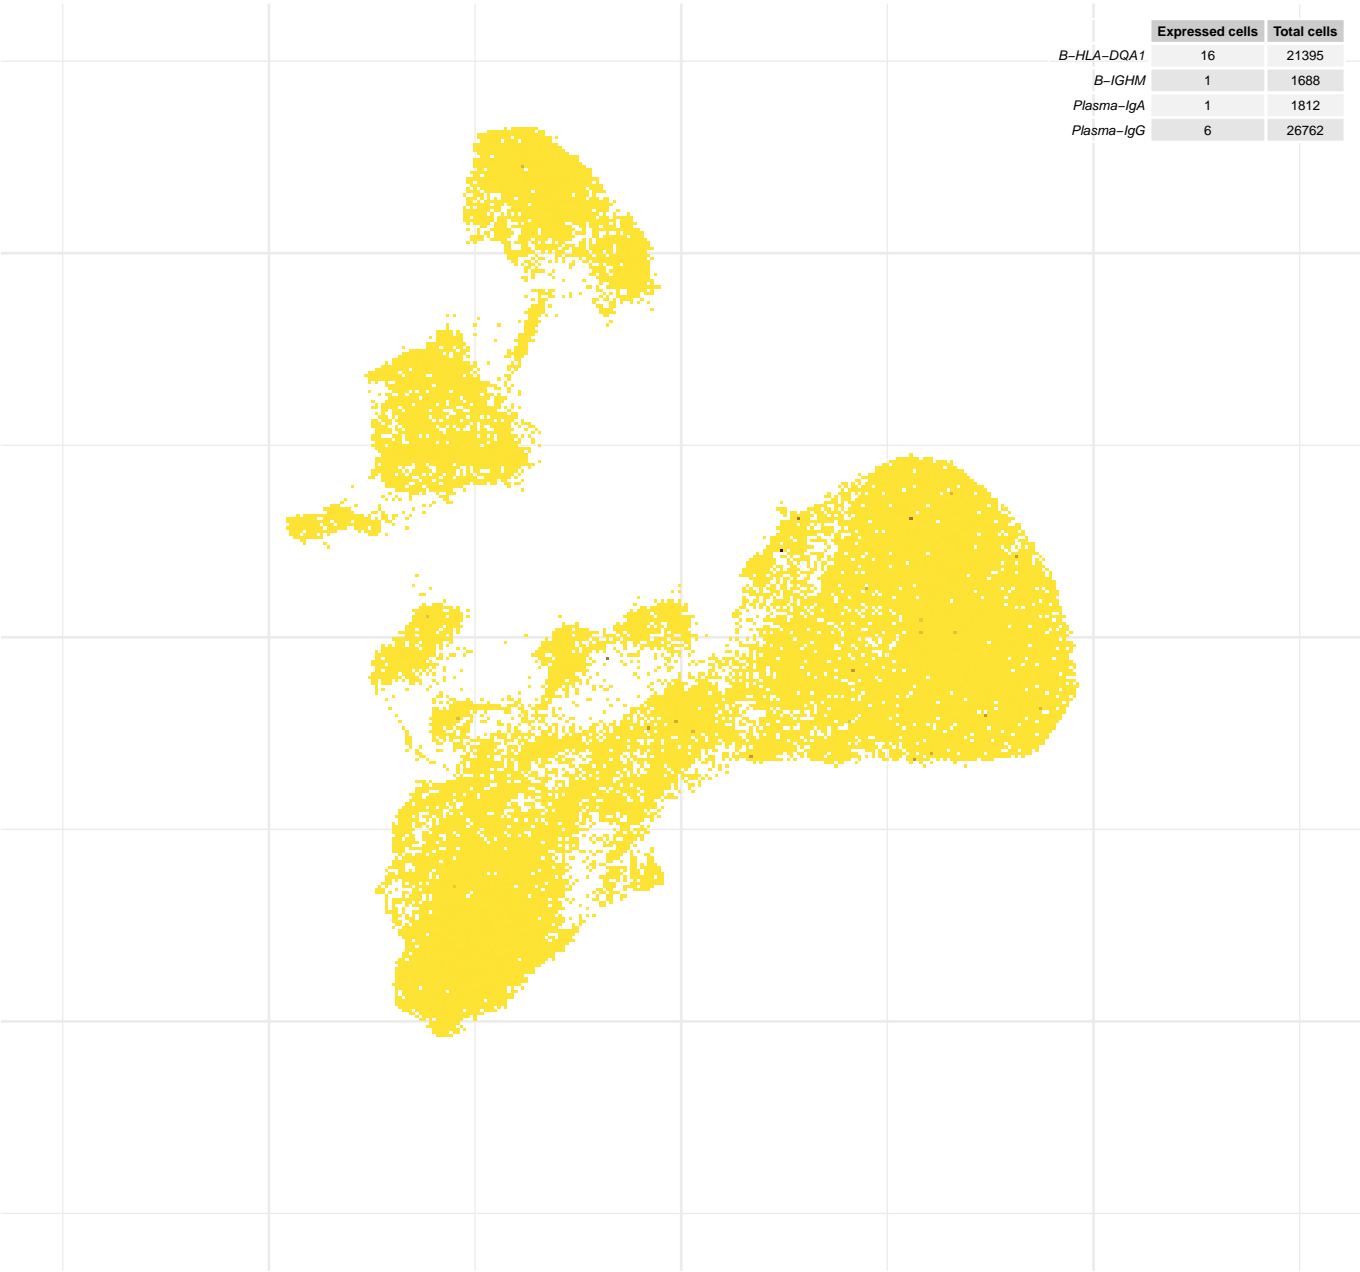 Expressed cells Total cells
B−HLA−DQA1 16 21395
B−IGHM 1 1688
Plasma−IgA 1 1812
Plasma−IgG 6 26762